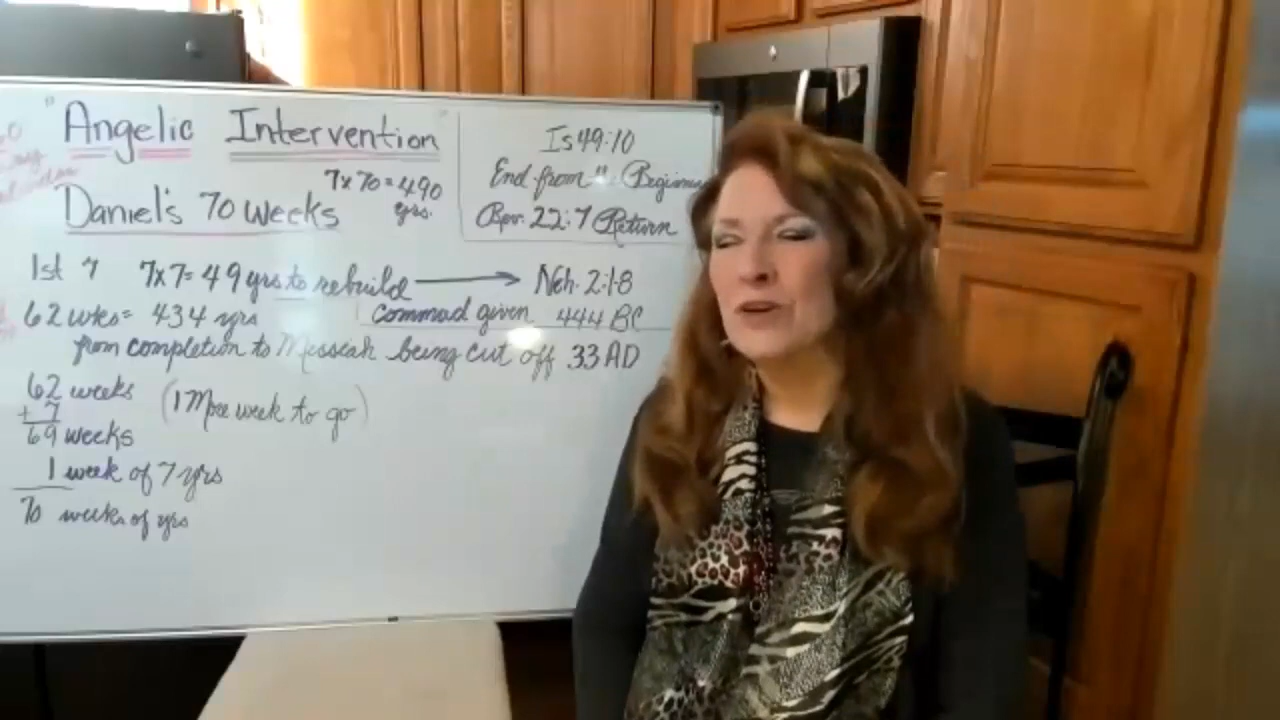 "Angelic Intervention"
7x70=490
yrs.
Daniel's 70 Weeks
Is 49:10
End from Beginn
Rev. 22:7 Return
1st 7 7x7=49 yrs to rebuild → Neh. 2:1-8
62 wks= 434 yrs Commad given 444 BC
from completion to Messiah being cut off 33 AD
62 weeks (1 More week to go)
+ 7
69 weeks
1 week of 7 yrs
70 weeks of yrs